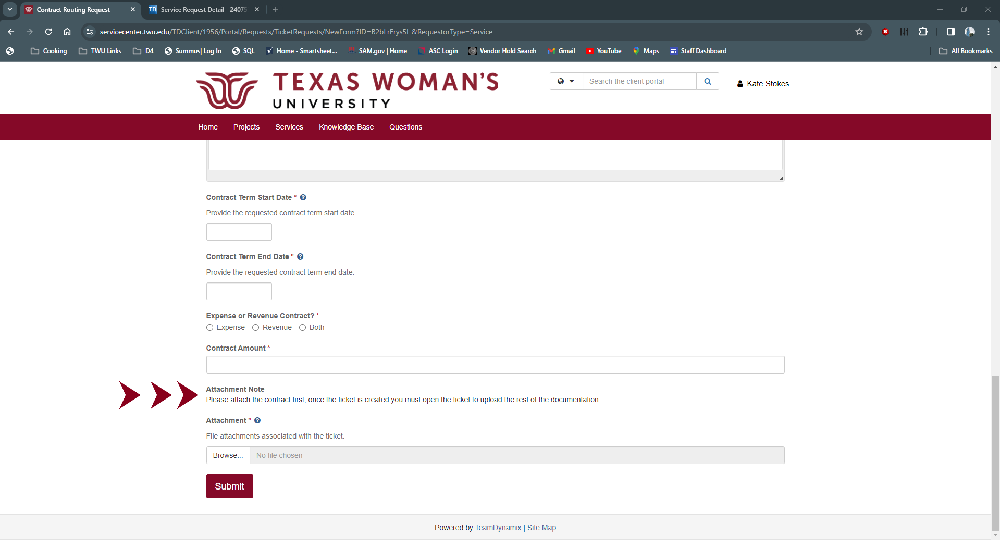 Contract Routing Request
TD Service Request Detail - 24075
servicecenter.twu.edu/TDClient/1956/Portal/Requests/TicketRequests/NewForm?ID=B2bLrErys5I_&RequestorType=Service
Cooking TWU Links D4 Summus| Log In SQL Home - Smartsheet... SAM.gov | Home ASC Login Vendor Hold Search Gmail YouTube Maps Staff Dashboard All Bookmarks
TEXAS WOMAN'S
UNIVERSITY
Search the client portal
Kate Stokes
Home Projects Services Knowledge Base Questions
Contract Term Start Date * ?
Provide the requested contract term start date.
Contract Term End Date * ?
Provide the requested contract term end date.
Expense or Revenue Contract? *
Expense Revenue Both
Contract Amount *
Attachment Note
Please attach the contract first, once the ticket is created you must open the ticket to upload the rest of the documentation.
Attachment * ?
File attachments associated with the ticket.
Browse... No file chosen
Submit
Powered by TeamDynamix | Site Map